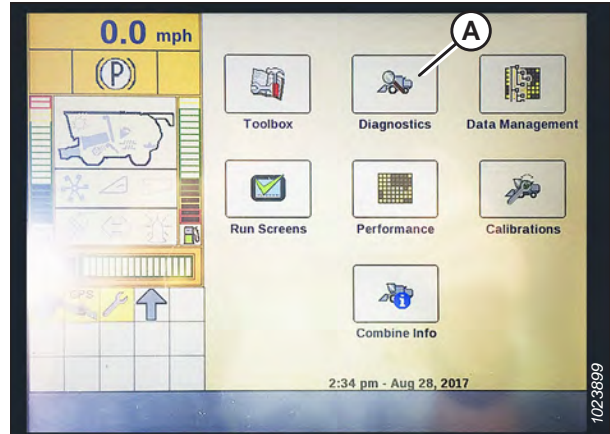 0.0 mph
(P)
A
Toolbox
Diagnostics
Data Management
Run Screens
Performance
Calibrations
GPS
Combine Info
2:34 pm - Aug 28, 2017
1023899